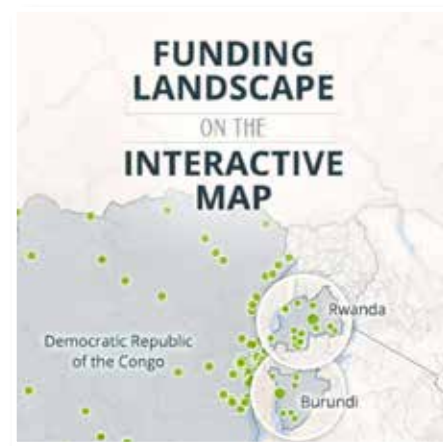 FUNDING
LANDSCAPE
ON THE
INTERACTIVE
MAP
Rwanda
Democratic Republic
of the Congo
Burundi